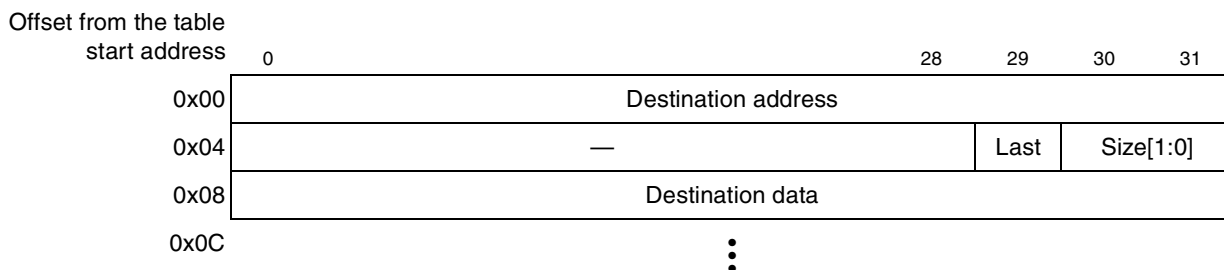 Offset from the table
start address 0 28 29 30 31
0x00 Destination address
0x04 — Last Size[1:0]
0x08 Destination data
0x0C